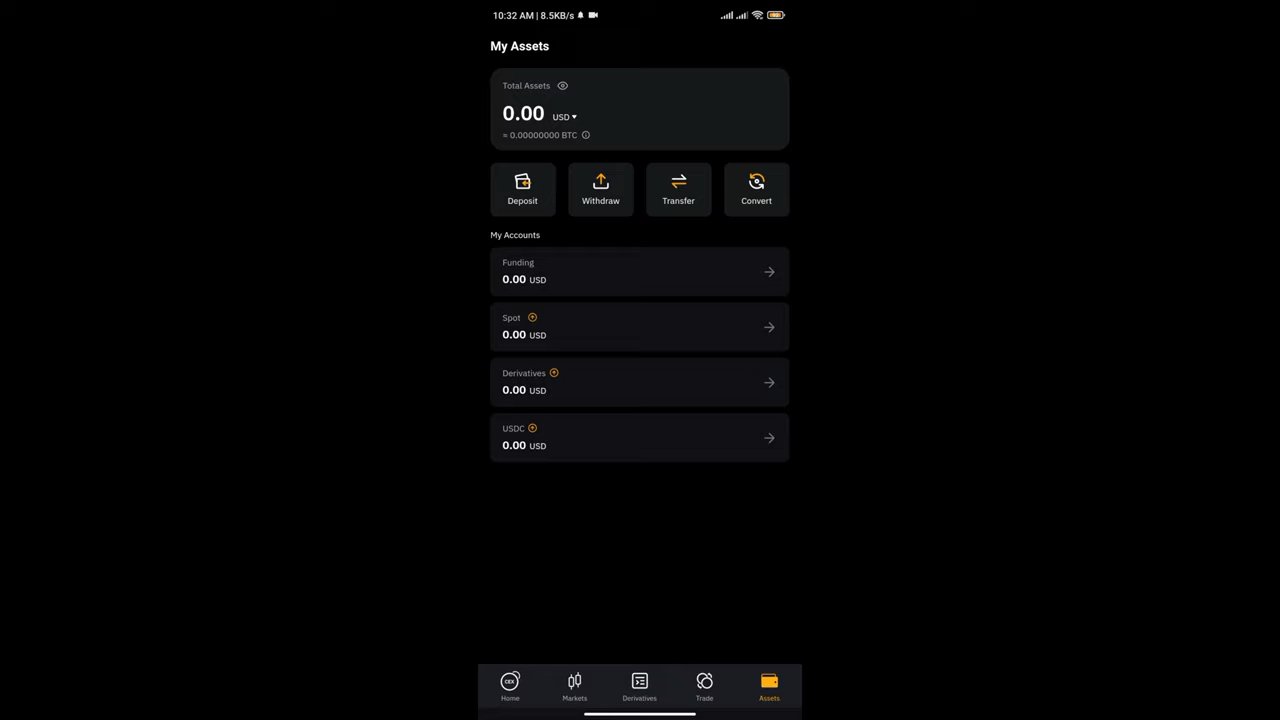 10:32 AM | 8.5KB/s
My Assets
Total Assets
0.00 USD
≈ 0.00000000 BTC
Deposit Withdraw Transfer Convert
My Accounts
Funding
0.00 USD
Spot
0.00 USD
Derivatives
0.00 USD
USDC
0.00 USD
CEX
Home Markets Derivatives Trade Assets